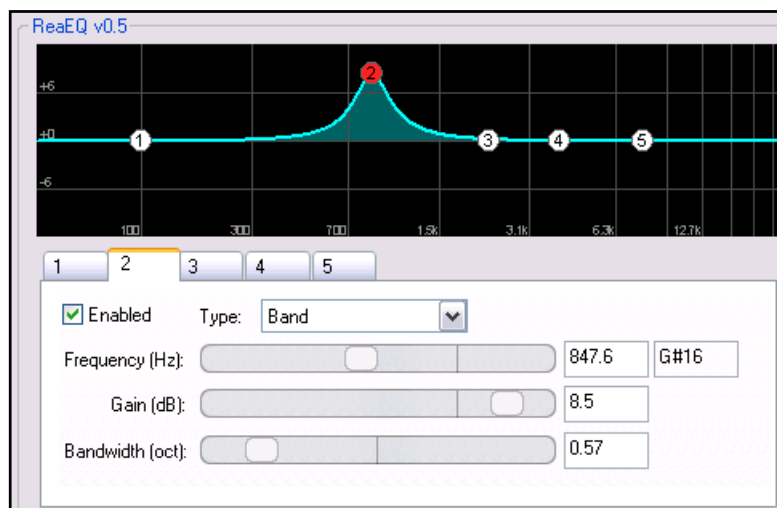 ReaEQ v0.5
2
+6
+0
1
3
4
5
-6
100
300
700
1.5k
3.1k
6.3k
12.7k
1
2
3
4
5
Enabled
Type:
Band
Frequency (Hz):
847.6
G#16
Gain (dB):
8.5
Bandwidth (oct):
0.57